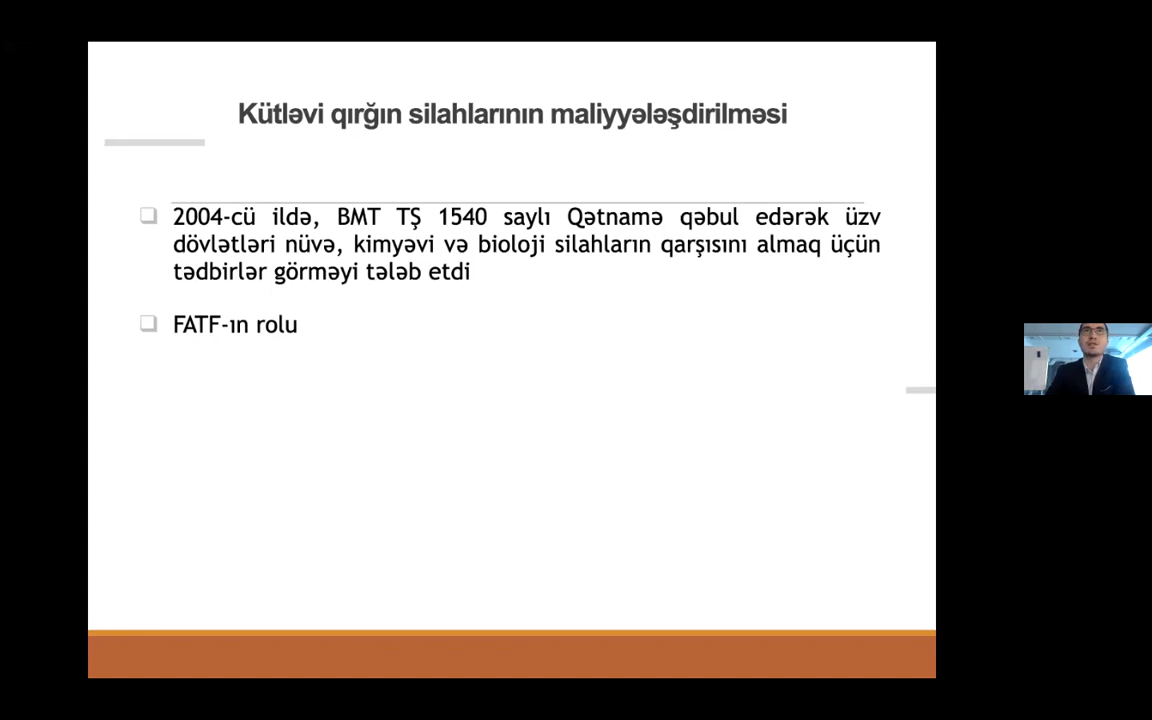 Kütləvi qırğın silahlarının maliyyələşdirilməsi
2004-cü ildə, BMT TŞ 1540 saylı Qətnamə qəbul edərək üzv
dövlətləri nüvə, kimyəvi və bioloji silahların qarşısını almaq üçün
tədbirlər görməyi tələb etdi
FATF-ın rolu